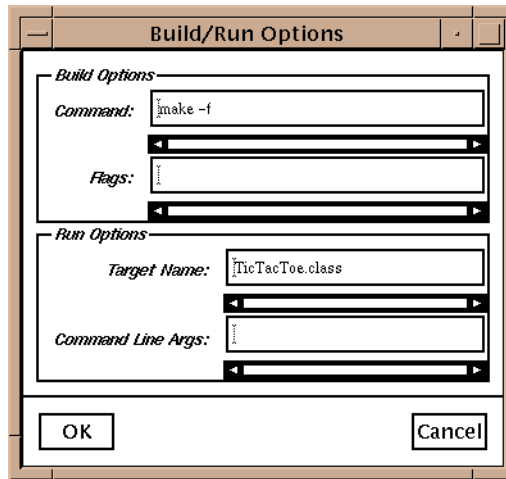 Build/Run Options
Build Options
Command: make -f
Flags:
Run Options
Target Name: TicTacToe.class
Command Line Args:
OK Cancel